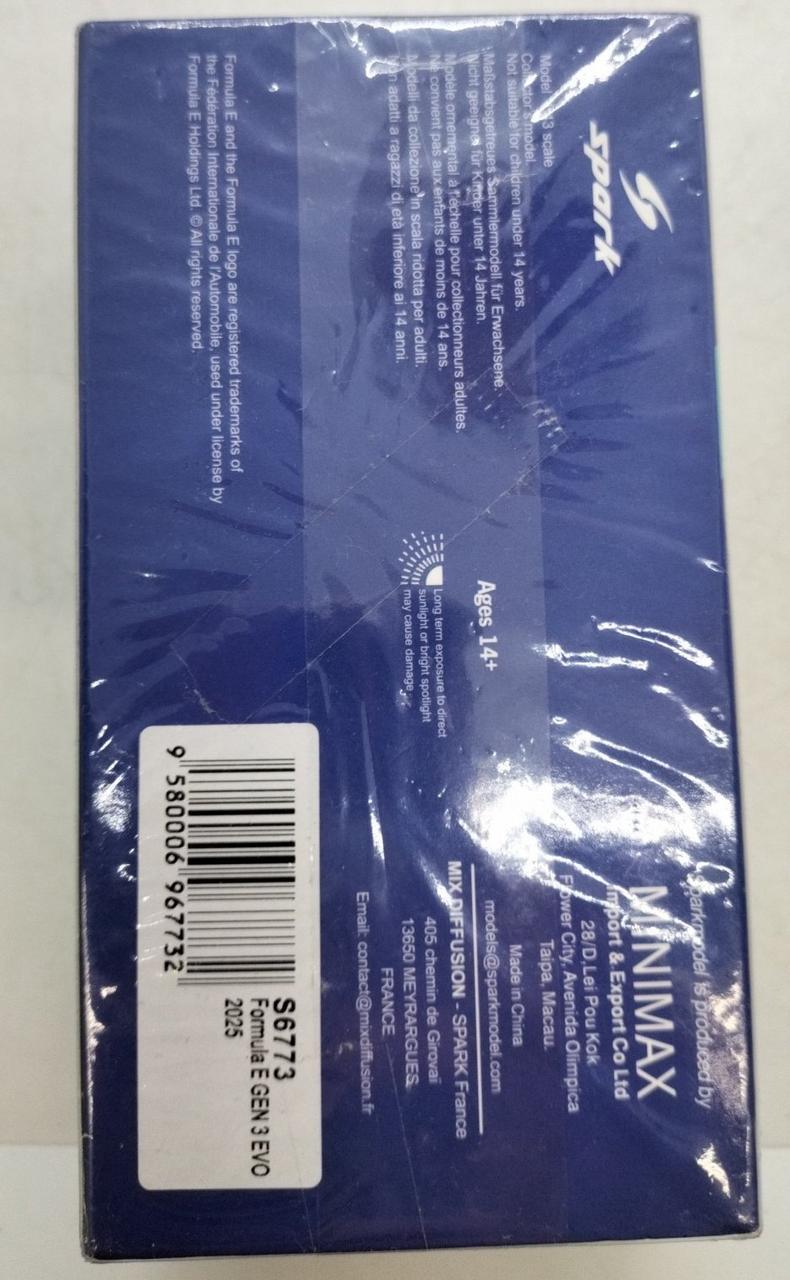 spark
Model scale
Collector's model.
Not suitable for children under 14 years.
Maßstabsgetreues Sammlermodell für Erwachsene.
Nicht geeignet für Kinder unter 14 Jahren.
Modèle ornemental à l'échelle pour collectionneurs adultes.
Ne convient pas aux enfants de moins de 14 ans.
Modelli da collezione in scala ridotta per adulti.
Non adatti a ragazzi di età inferiore ai 14 anni.
Formula E and the Formula E logo are registered trademarks of
the Fédération Internationale de l'Automobile, used under license by
Formula E Holdings Ltd. © All rights reserved.
Ages 14+
Long term exposure to direct
sunlight or bright spotlight
may cause damage.
Sparkmodel is produced by
MINIMAX
Import & Export Co Ltd
28/D,Lei Pou Kok
Flower City, Avenida Olimpica
Taipa, Macau.
Made in China
models@sparkmodel.com
MIX DIFFUSION - SPARK France
405 chemin de Girovai
13650 MEYRARGUES,
FRANCE
Email: contact@mixdiffusion.fr
9 580006 967732
S6773
Formula E GEN 3 EVO
2025